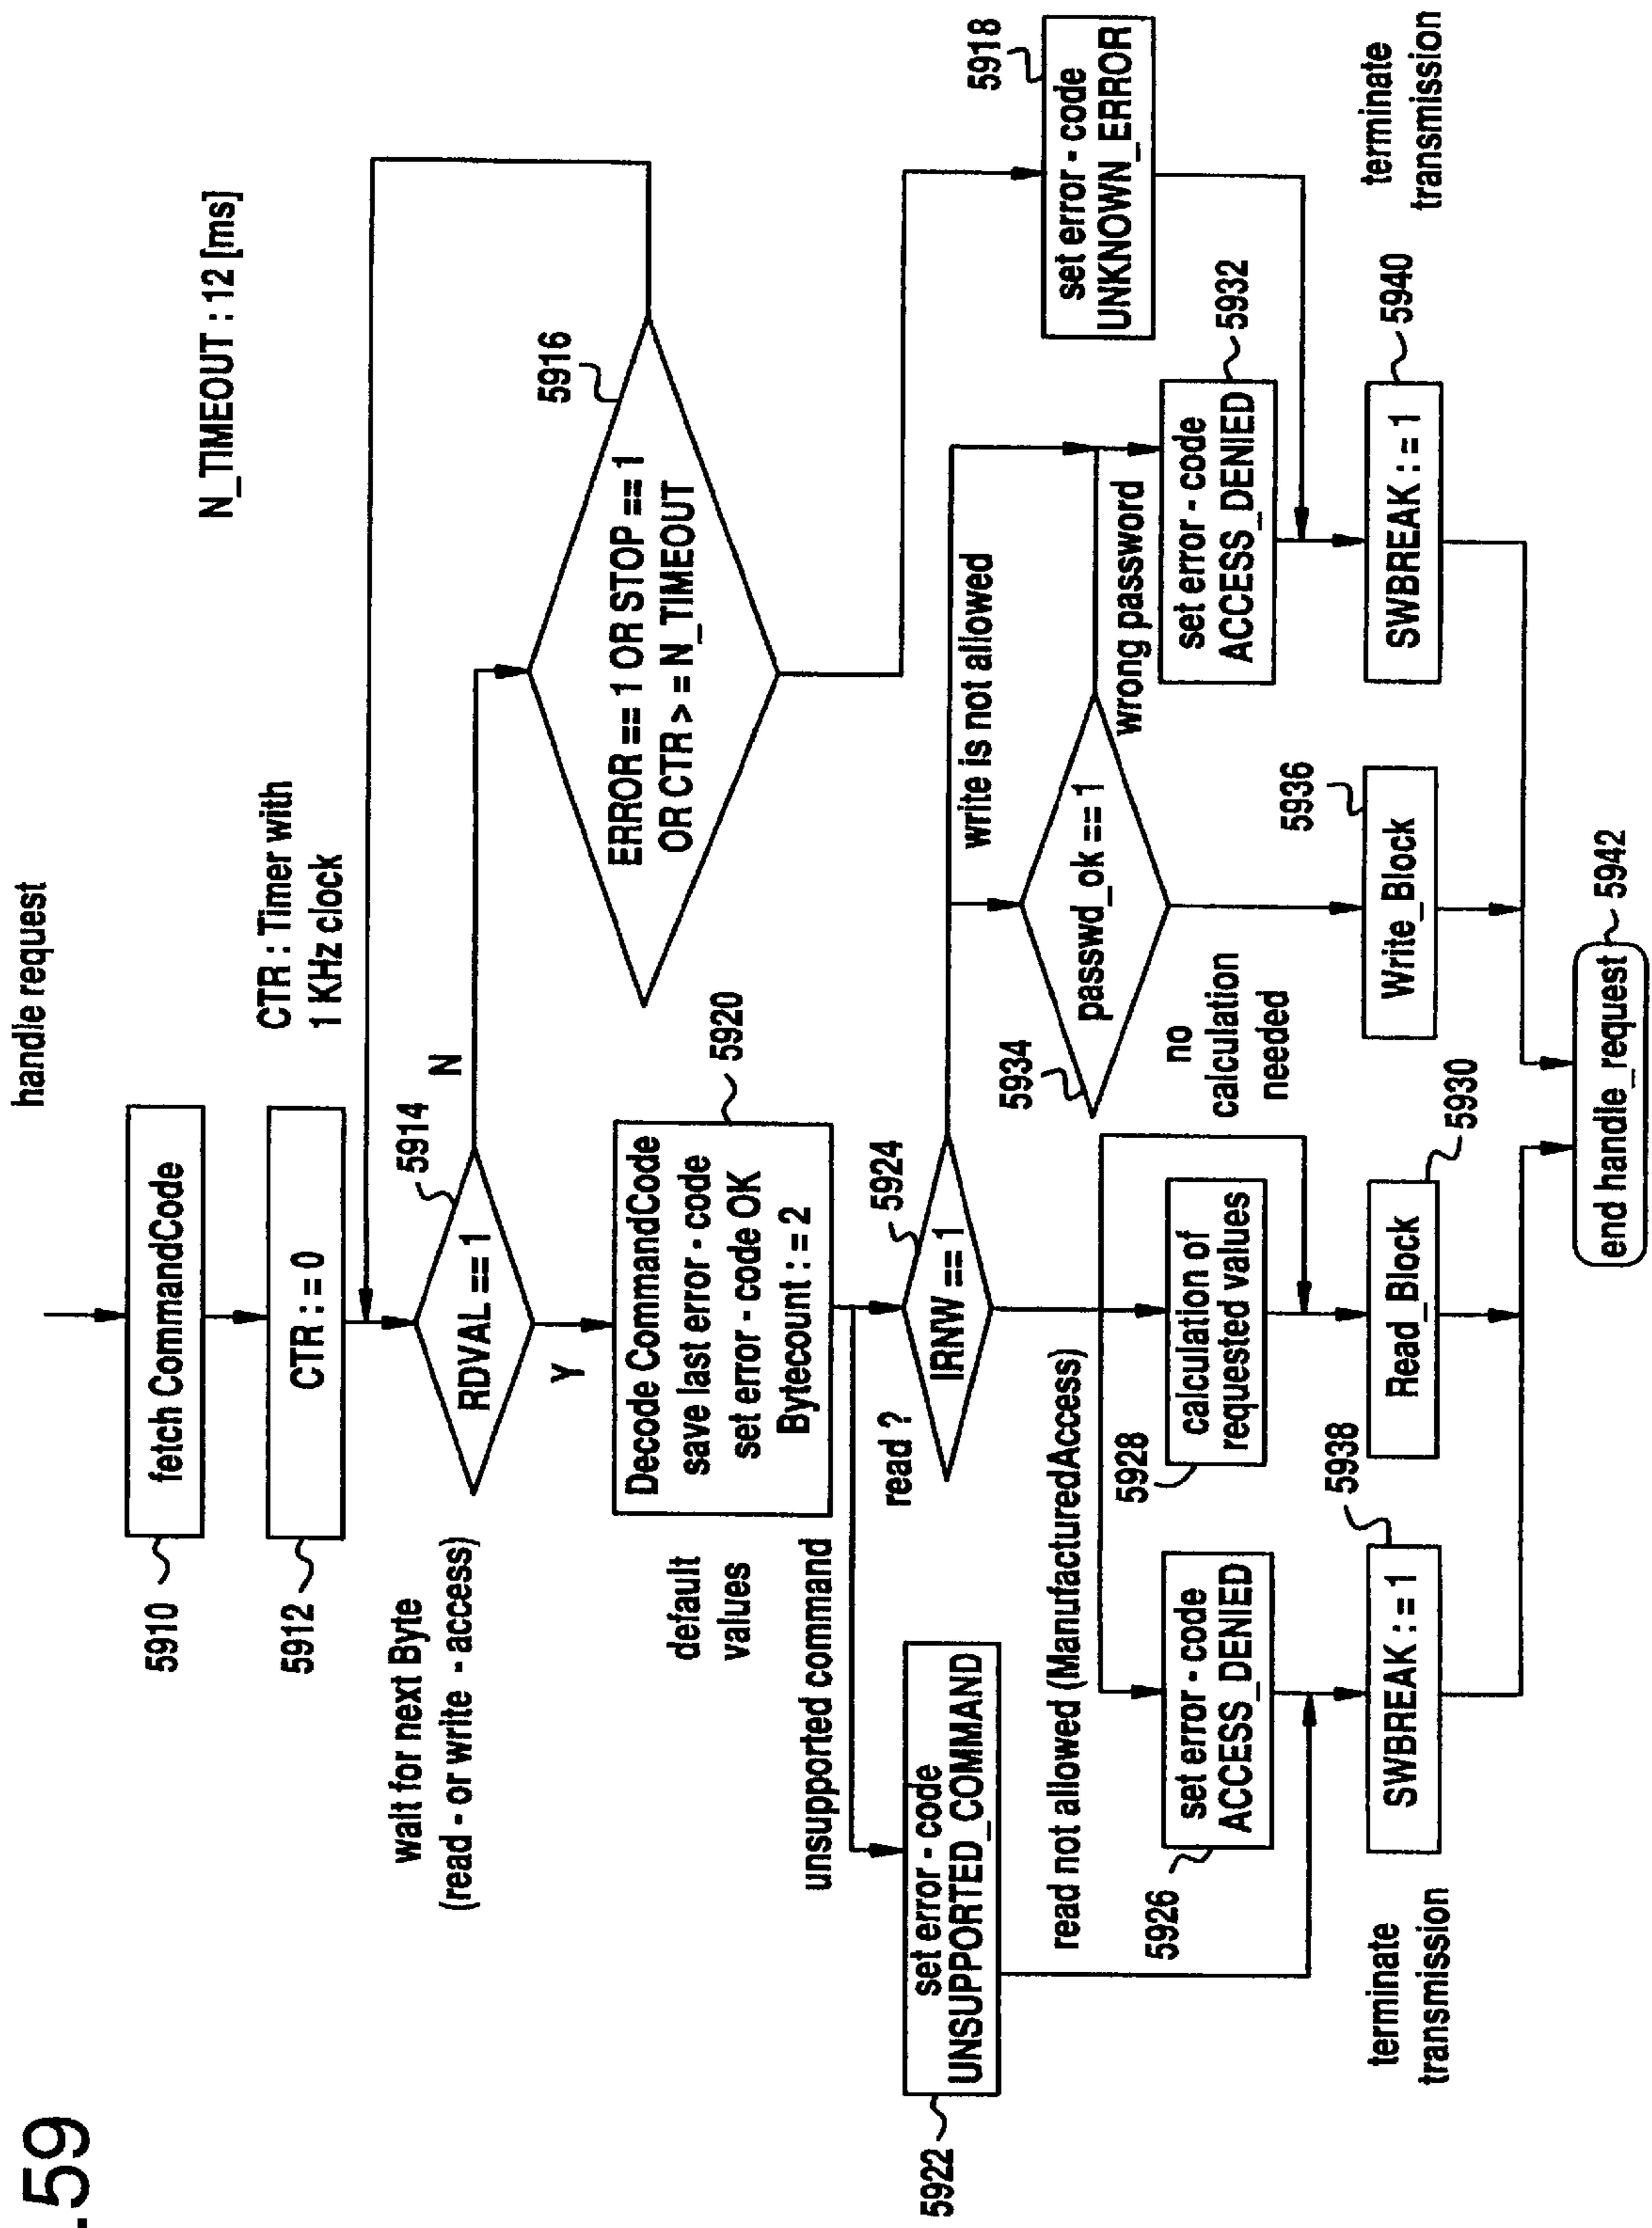 .59
handle request
fetch CommandCode
5910
CTR : = 0
5912
CTR : Timer with
1 KHz clock
N_TIMEOUT : 12 [ms]
wait for next Byte
(read - or write - access)
RDVAL == 1
5914
N
Y
ERROR == 1 OR STOP == 1
OR CTR > = N_TIMEOUT
5916
default
values
Decode CommandCode
save last error - code
set error - code OK
Bytecount : = 2
5920
unsupported command
5922
set error - code
UNSUPPORTED_COMMAND
read ?
IRNW == 1
5924
write is not allowed
set error - code
UNKNOWN_ERROR
5918
read not allowed (ManufacturedAccess)
5934
passwd_ok == 1
wrong password
5926
set error - code
ACCESS_DENIED
5928
calculation of
requested values
no
calculation
needed
set error - code
ACCESS_DENIED
5932
terminate
transmission
SWBREAK : = 1
5938
Read_Block
5930
Write_Block
5936
SWBREAK : = 1
5940
terminate
transmission
end handle_request
5942